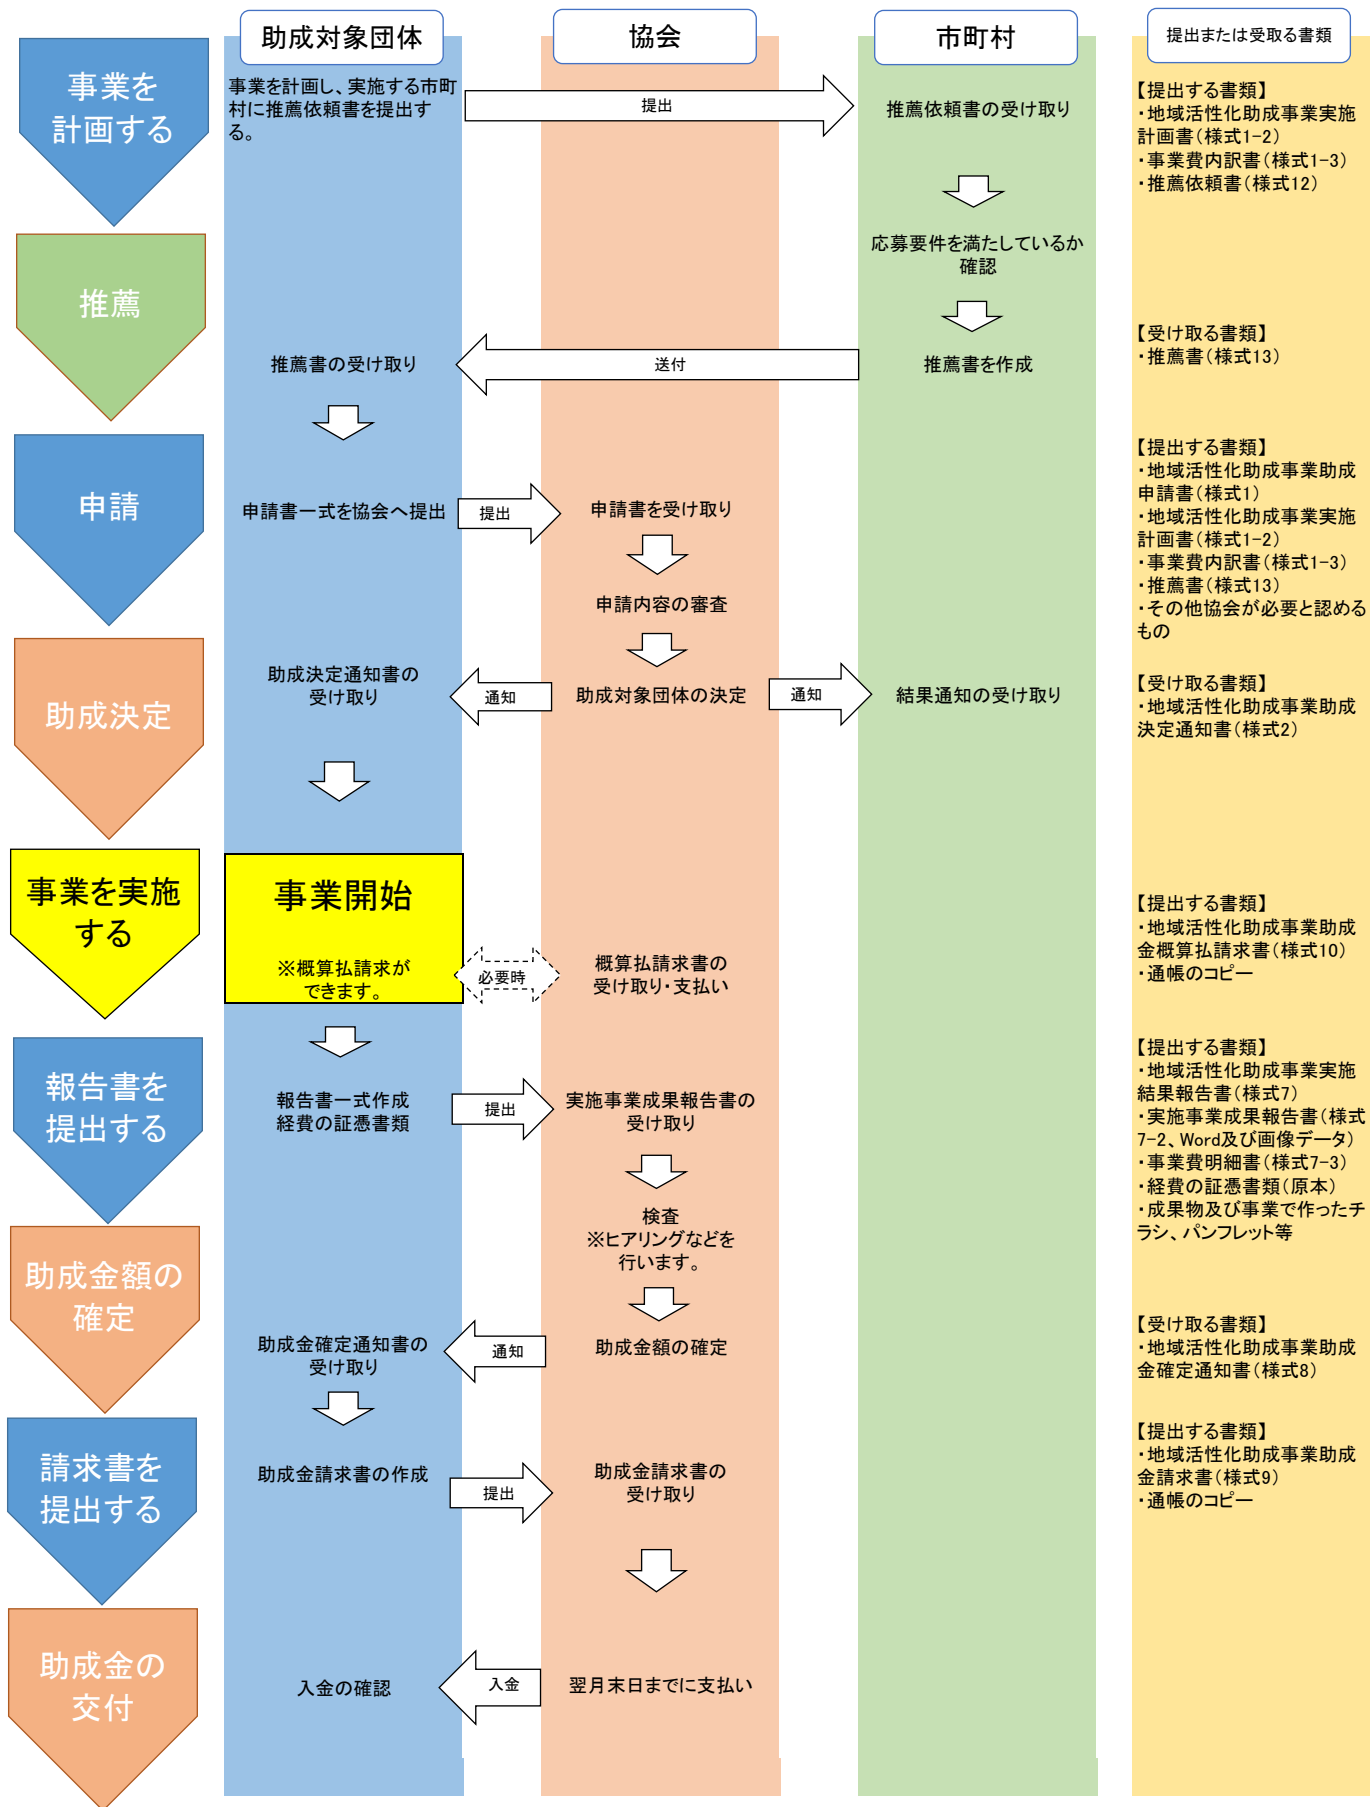 助成対象団体
協会
市町村
提出または受取る書類
事業を
計画する
事業を計画し、実施する市町
村に推薦依頼書を提出す
る。
提出
推薦依頼書の受け取り
【提出する書類】
・地域活性化助成事業実施
計画書(様式1-2)
・事業費内訳書(様式1-3)
・推薦依頼書(様式12)
推薦
応募要件を満たしているか
確認
推薦書の受け取り
送付
推薦書を作成
【受け取る書類】
・推薦書(様式13)
申請
申請書一式を協会へ提出
提出
申請書を受け取り
申請内容の審査
【提出する書類】
・地域活性化助成事業助成
申請書(様式1)
・地域活性化助成事業実施
計画書(様式1-2)
・事業費内訳書(様式1-3)
・推薦書(様式13)
・その他協会が必要と認める
もの
助成決定
助成決定通知書の
受け取り
通知
助成対象団体の決定
通知
結果通知の受け取り
【受け取る書類】
・地域活性化助成事業助成
決定通知書(様式2)
事業を実施
する
事業開始
※概算払請求が
できます。
必要時
概算払請求書の
受け取り・支払い
【提出する書類】
・地域活性化助成事業助成
金概算払請求書(様式10)
・通帳のコピー
報告書を
提出する
報告書一式作成
経費の証憑書類
提出
実施事業成果報告書の
受け取り
検査
※ヒアリングなどを
行います。
【提出する書類】
・地域活性化助成事業実施
結果報告書(様式7)
・実施事業成果報告書(様式
7-2、Word及び画像データ)
・事業費明細書(様式7-3)
・経費の証憑書類(原本)
・成果物及び事業で作ったチ
ラシ、パンフレット等
助成金額の
確定
助成金確定通知書の
受け取り
通知
助成金額の確定
【受け取る書類】
・地域活性化助成事業助成
金確定通知書(様式8)
請求書を
提出する
助成金請求書の作成
提出
助成金請求書の
受け取り
【提出する書類】
・地域活性化助成事業助成
金請求書(様式9)
・通帳のコピー
助成金の
交付
入金の確認
入金
翌月末日までに支払い